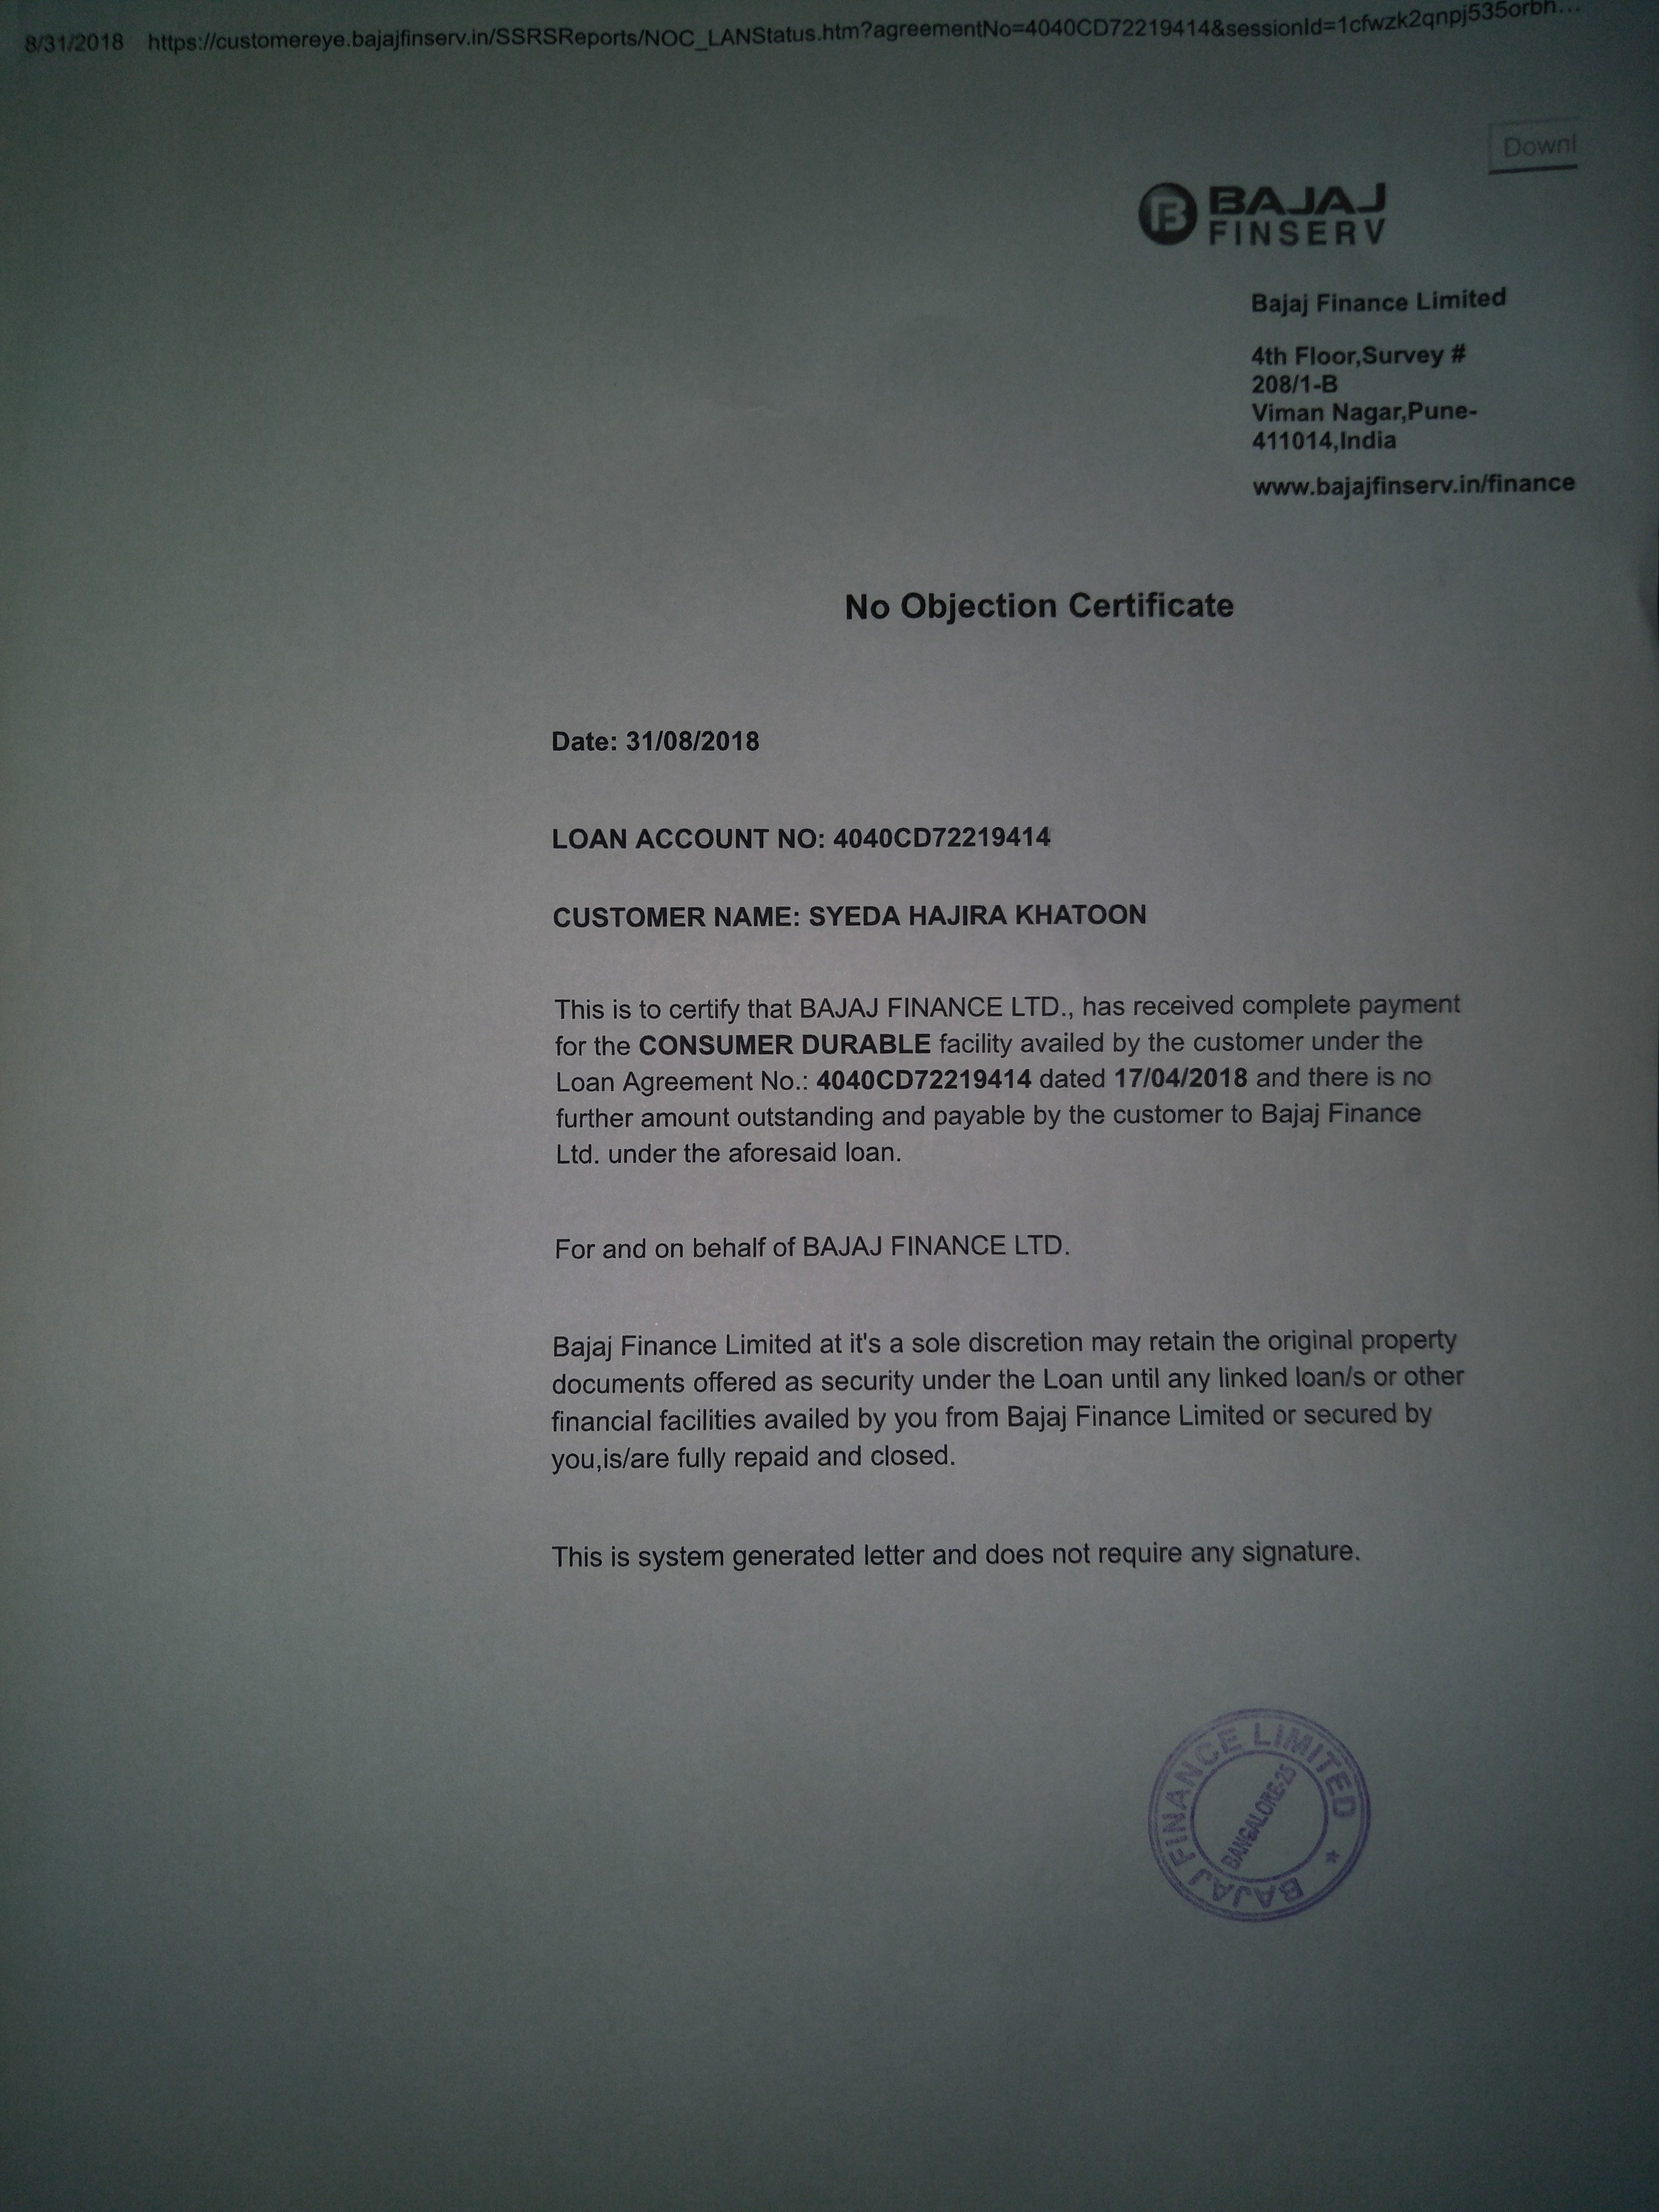 8/31/2018 https://customereye.bajajfinserv.in/SSRSReports/NOC_LANStatus.htm?agreementNo=4040CD72219414&sessionId=1cfwzk2qnpj535orbh...
Downl
BAJAJ
FINSERV
Bajaj Finance Limited
4th Floor,Survey #
208/1-B
Viman Nagar,Pune-
411014,India
www.bajajfinserv.in/finance
No Objection Certificate
Date: 31/08/2018
LOAN ACCOUNT NO: 4040CD72219414
CUSTOMER NAME: SYEDA HAJIRA KHATOON
This is to certify that BAJAJ FINANCE LTD., has received complete payment
for the CONSUMER DURABLE facility availed by the customer under the
Loan Agreement No.: 4040CD72219414 dated 17/04/2018 and there is no
further amount outstanding and payable by the customer to Bajaj Finance
Ltd. under the aforesaid loan.
For and on behalf of BAJAJ FINANCE LTD.
Bajaj Finance Limited at it's a sole discretion may retain the original property
documents offered as security under the Loan until any linked loan/s or other
financial facilities availed by you from Bajaj Finance Limited or secured by
you,is/are fully repaid and closed.
This is system generated letter and does not require any signature.
BAJAJ FINANCE LIMITED *
BANGALORE-25